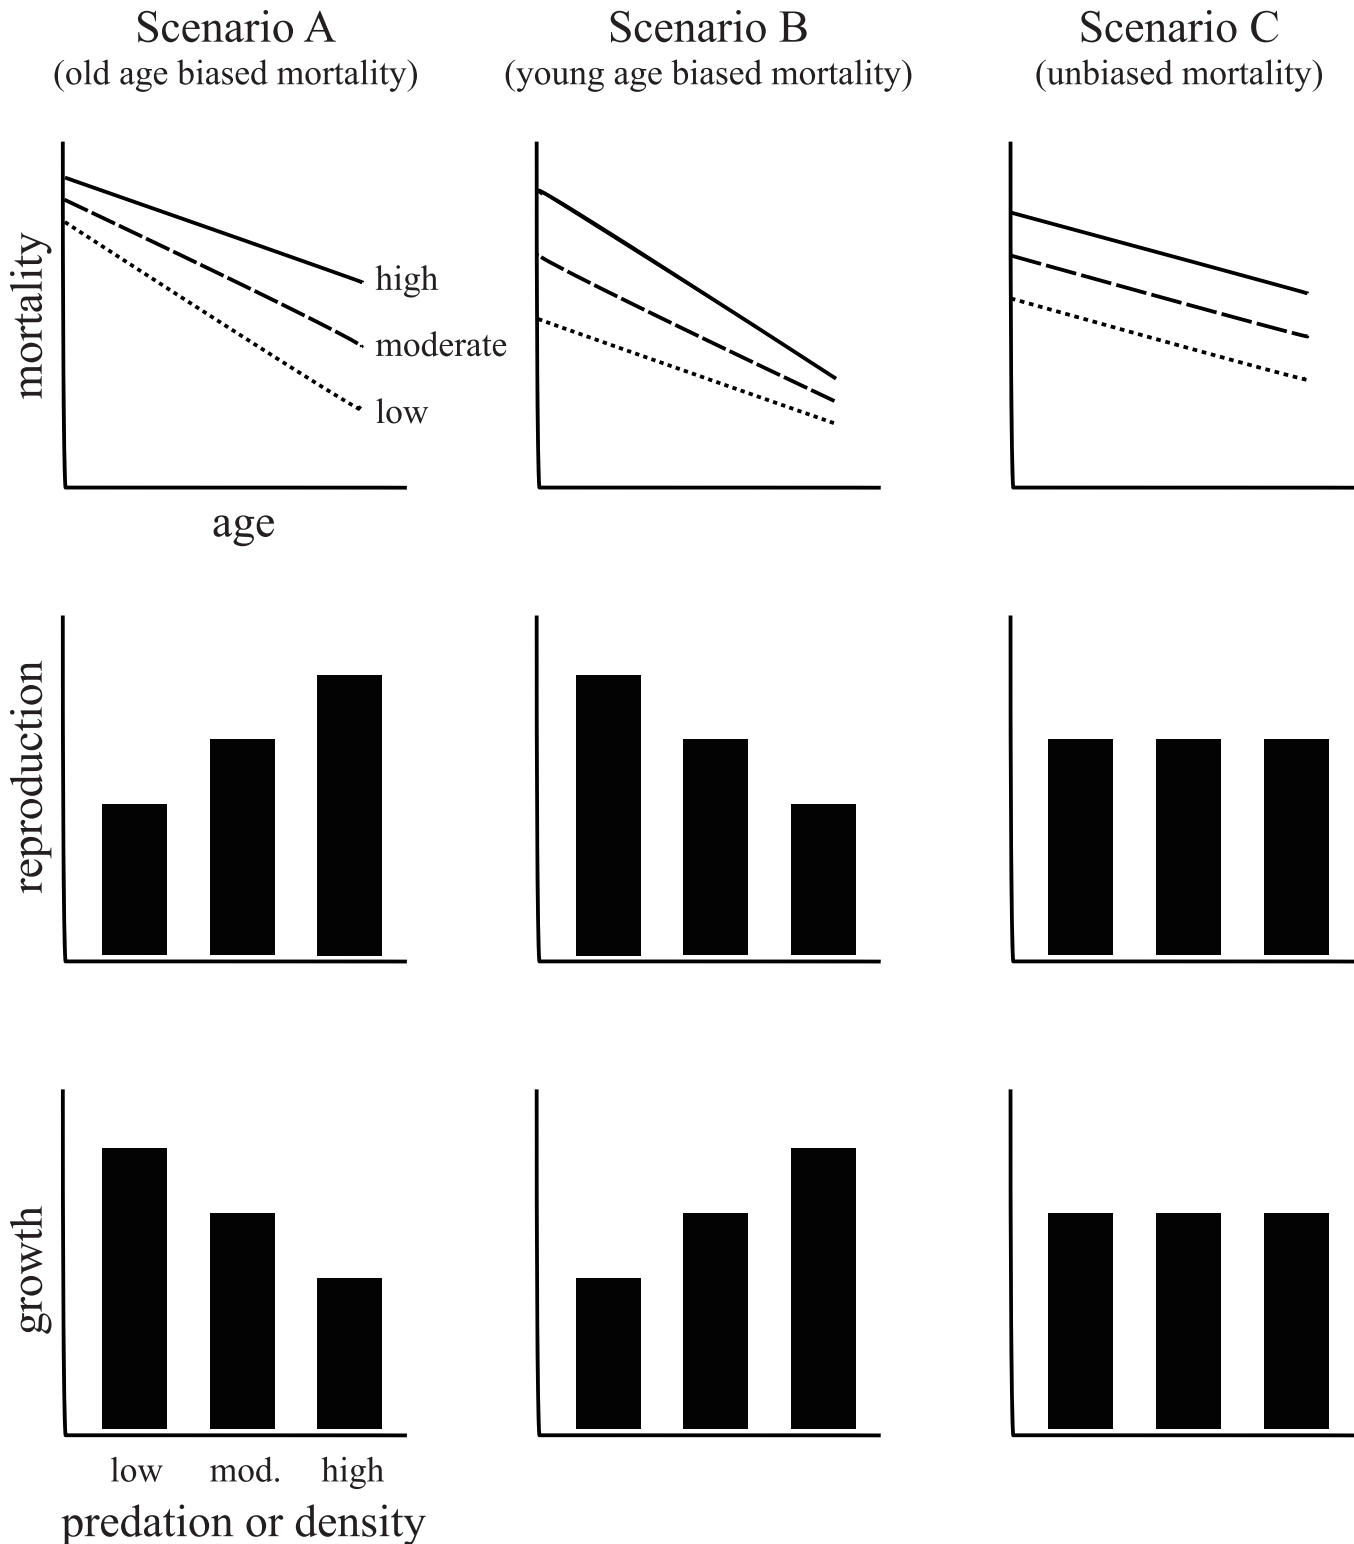 Scenario A
(old age biased mortality)
Scenario B
(young age biased mortality)
Scenario C
(unbiased mortality)
mortality
high
moderate
low
age
reproduction
growth
low mod. high
predation or density